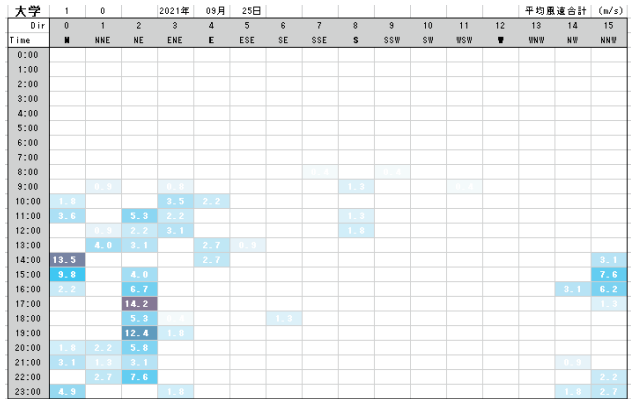 大学 1 0 2021年 09月 25日 平均風速合計 (m/s)
Dir 0 1 2 3 4 5 6 7 8 9 10 11 12 13 14 15
Time N NNE NE ENE E ESE SE SSE S SSW SW WSW W WNW NW NNW
0:00
1:00
2:00
3:00
4:00
5:00
6:00
7:00
8:00
9:00 0.9 1.3
10:00 1.8 3.5 2.2
11:00 3.6 5.3 2.2 1.3
12:00 0.9 2.2 3.1 1.8
13:00 4.0 3.1 2.7 0.9
14:00 13.5 2.7 3.1
15:00 9.8 4.0 7.6
16:00 2.2 6.7 3.1 6.2
17:00 14.2 1.3
18:00 5.3 1.3
19:00 12.4 1.8
20:00 1.8 2.2 5.8
21:00 3.1 1.3 3.1 0.9
22:00 2.7 7.6 2.2
23:00 4.9 1.8 1.8 2.7